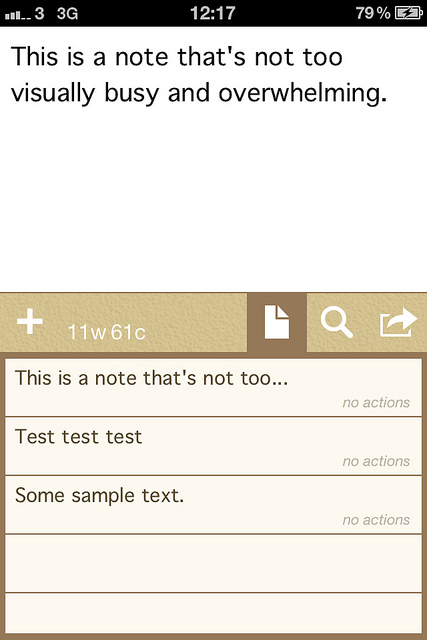 3 3G 12:17 79%
This is a note that's not too
visually busy and overwhelming.
11w 61c
This is a note that's not too...
no actions
Test test test
no actions
Some sample text.
no actions